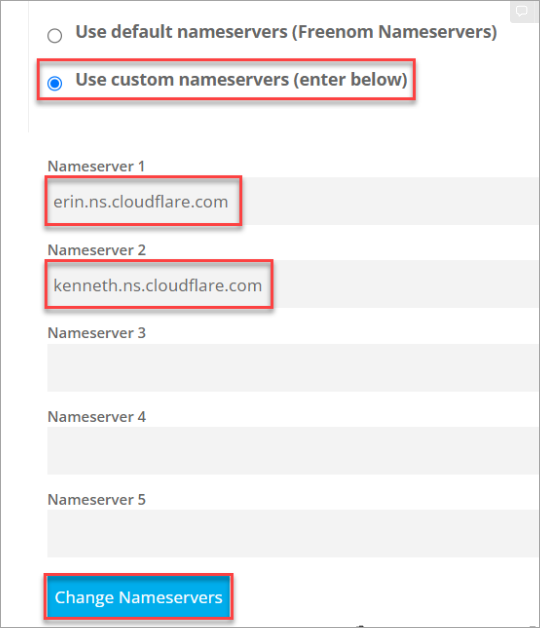 Use default nameservers (Freenom Nameservers)
Use custom nameservers (enter below)
Nameserver 1
erin.ns.cloudflare.com
Nameserver 2
kenneth.ns.cloudflare.com
Nameserver 3
Nameserver 4
Nameserver 5
Change Nameservers